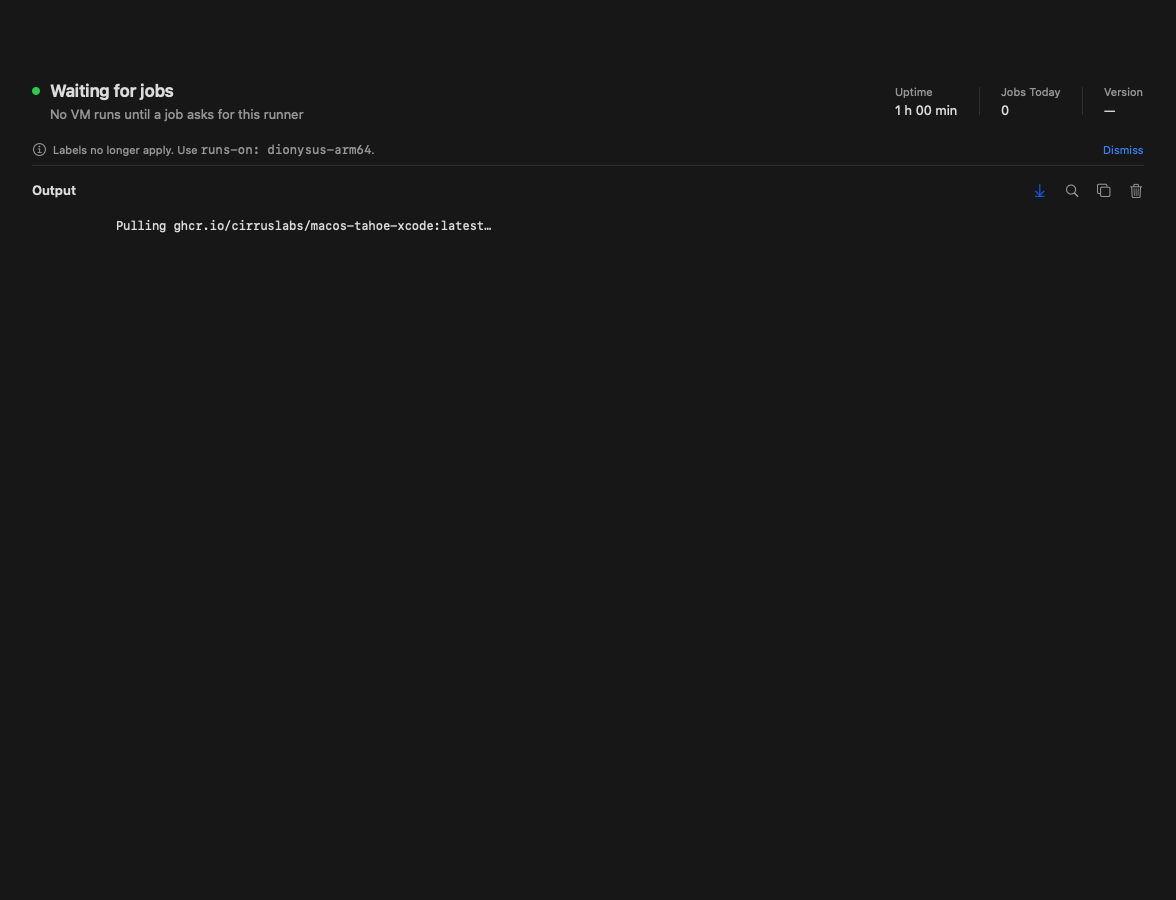 Waiting for jobs
No VM runs until a job asks for this runner
Uptime
1 h 00 min
Jobs Today
0
Version
—
Labels no longer apply. Use runs-on: dionysus-arm64.
Dismiss
Output
Pulling ghcr.io/cirruslabs/macos-tahoe-xcode:latest…